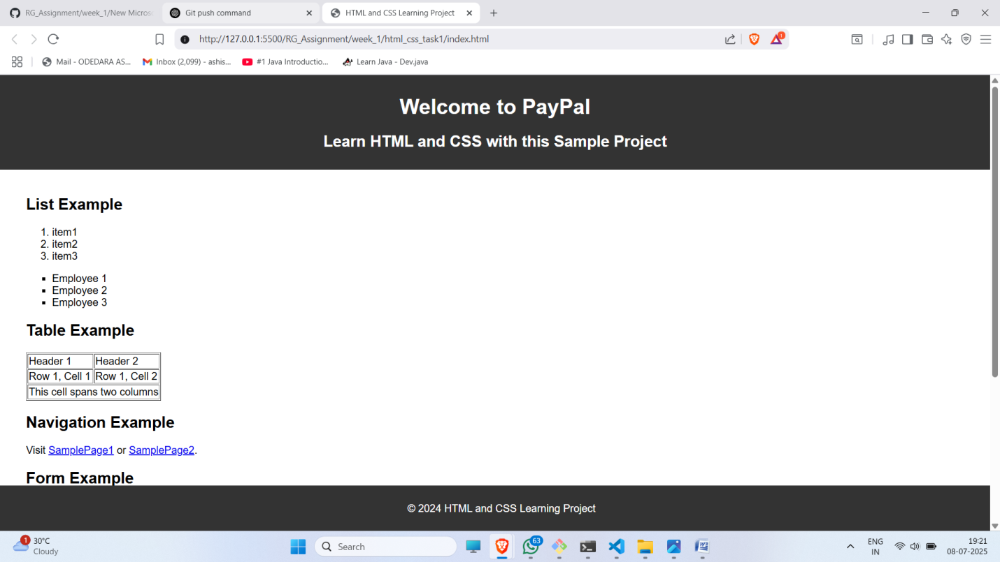 RG_Assignment/week_1/New Micros
Git push command
HTML and CSS Learning Project
http://127.0.0.1:5500/RG_Assignment/week_1/html_css_task1/index.html
1
Mail - ODEDARA AS...
Inbox (2,099) - ashis...
#1 Java Introductio...
Learn Java - Dev.java
Welcome to PayPal
Learn HTML and CSS with this Sample Project
List Example
1. item1
2. item2
3. item3
Employee 1
Employee 2
Employee 3
Table Example
Header 1 Header 2
Row 1, Cell 1 Row 1, Cell 2
This cell spans two columns
Navigation Example
Visit SamplePage1 or SamplePage2.
Form Example
© 2024 HTML and CSS Learning Project
1
30°C
Cloudy
Search
63
ENG
IN
19:21
08-07-2025